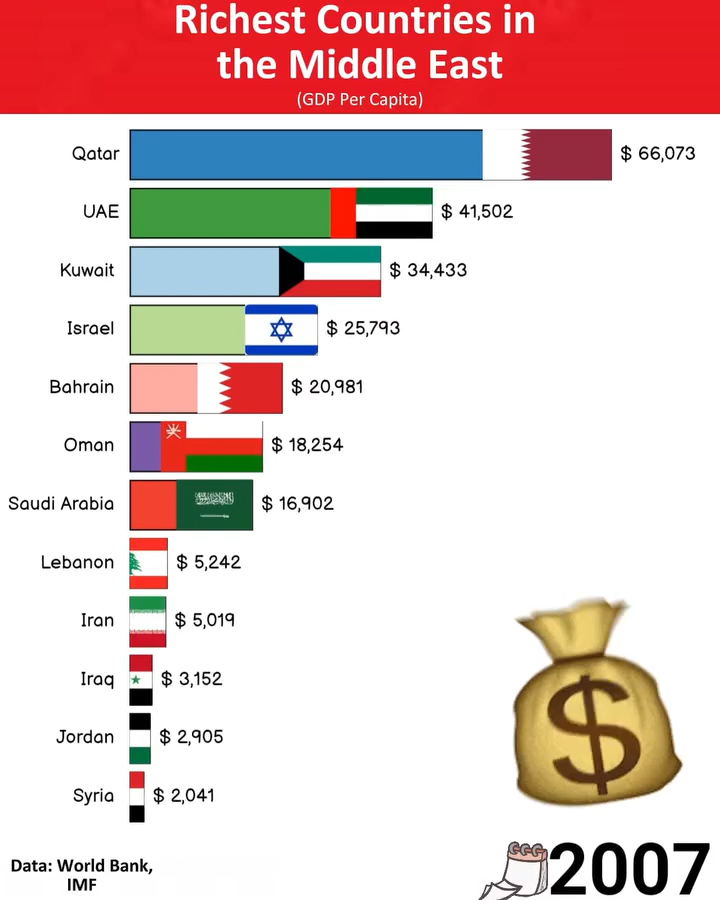 Richest Countries in
the Middle East
(GDP Per Capita)
Qatar $ 66,073
UAE $ 41,502
Kuwait $ 34,433
Israel $ 25,793
Bahrain $ 20,981
Oman $ 18,254
Saudi Arabia $ 16,902
Lebanon $ 5,242
Iran $ 5,019
Iraq $ 3,152
Jordan $ 2,905
Syria $ 2,041
$
Data: World Bank,
IMF
2007